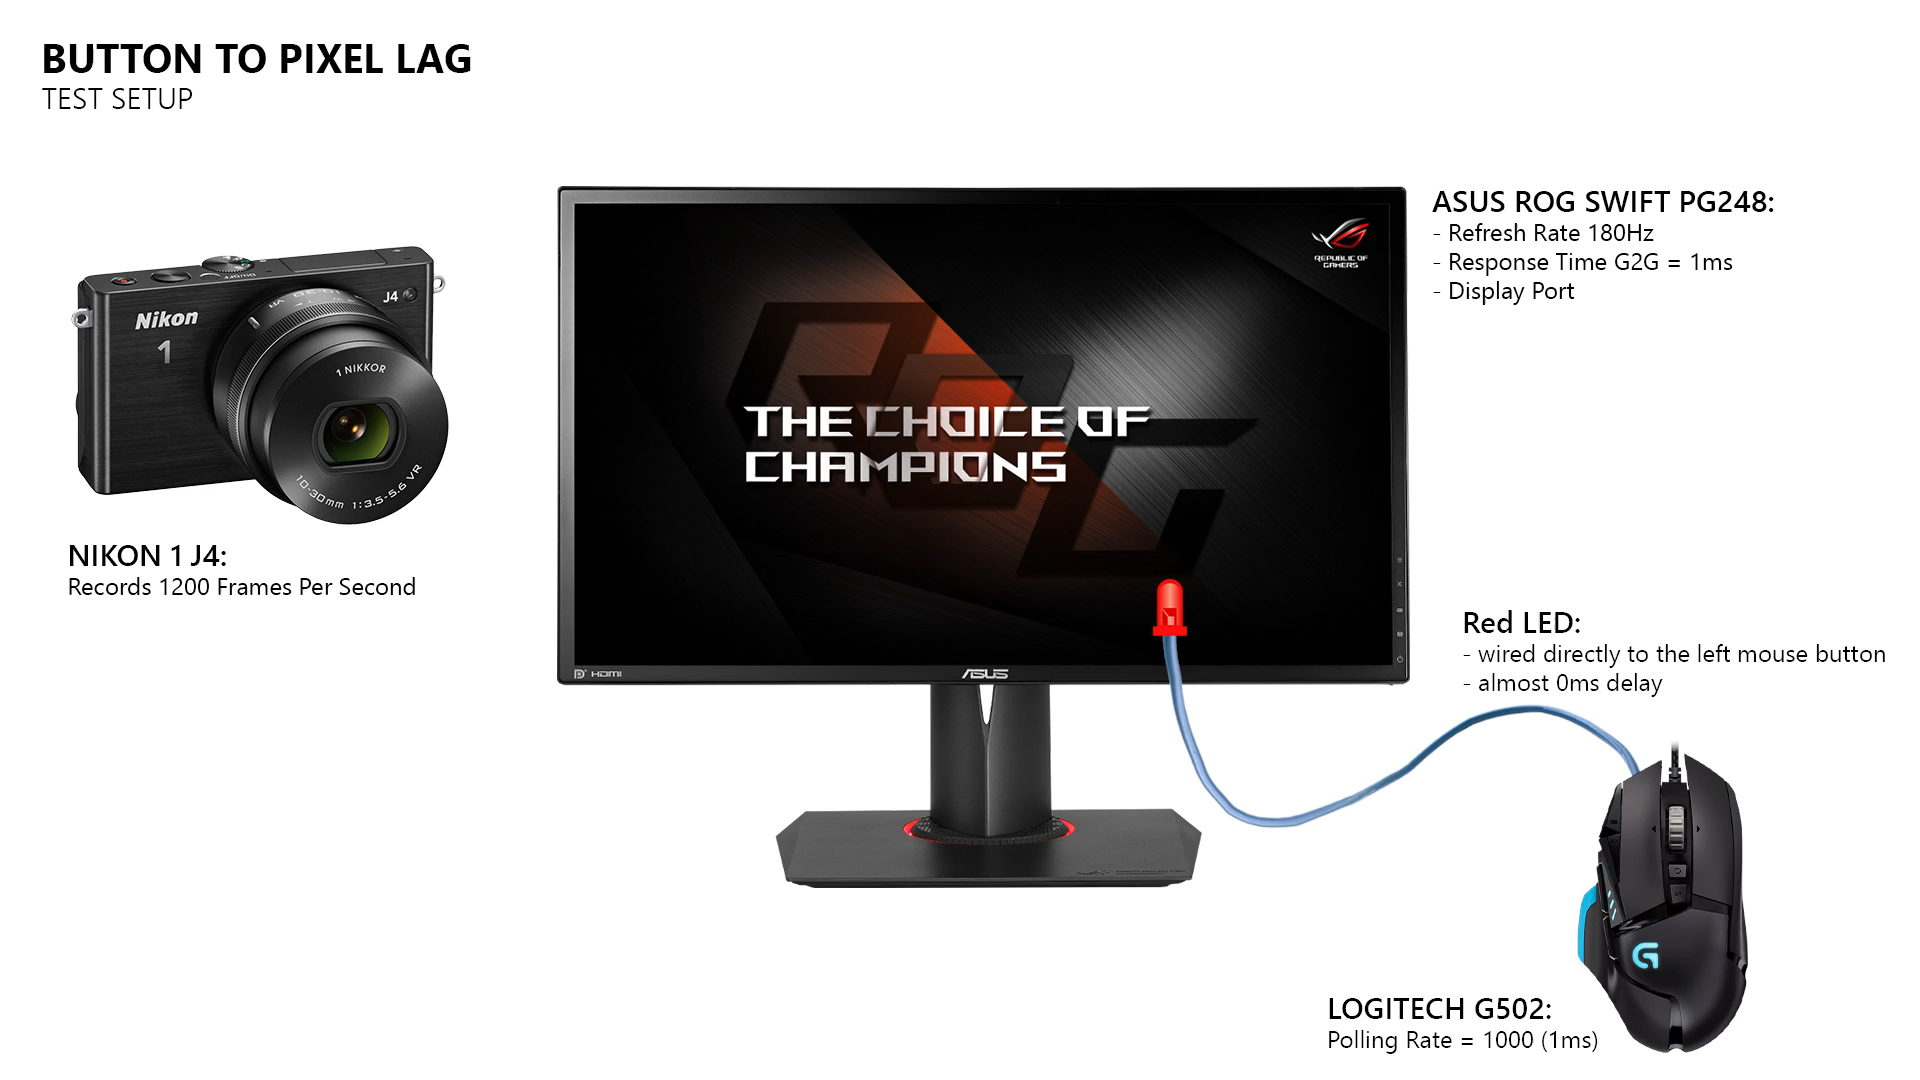 BUTTON TO PIXEL LAG
TEST SETUP
ASUS ROG SWIFT PG248:
- Refresh Rate 180Hz
- Response Time G2G = 1ms
- Display Port
REPUBLIC OF
GAMERS
THE CHOICE OF
CHAMPIONS
HDMI
ASUS
ON/OFF
J4
Nikon
1
1 NIKKOR
10-30mm 1:3.5-5.6 VR
NIKON 1 J4:
Records 1200 Frames Per Second
Red LED:
- wired directly to the left mouse button
- almost 0ms delay
LOGITECH G502:
Polling Rate = 1000 (1ms)